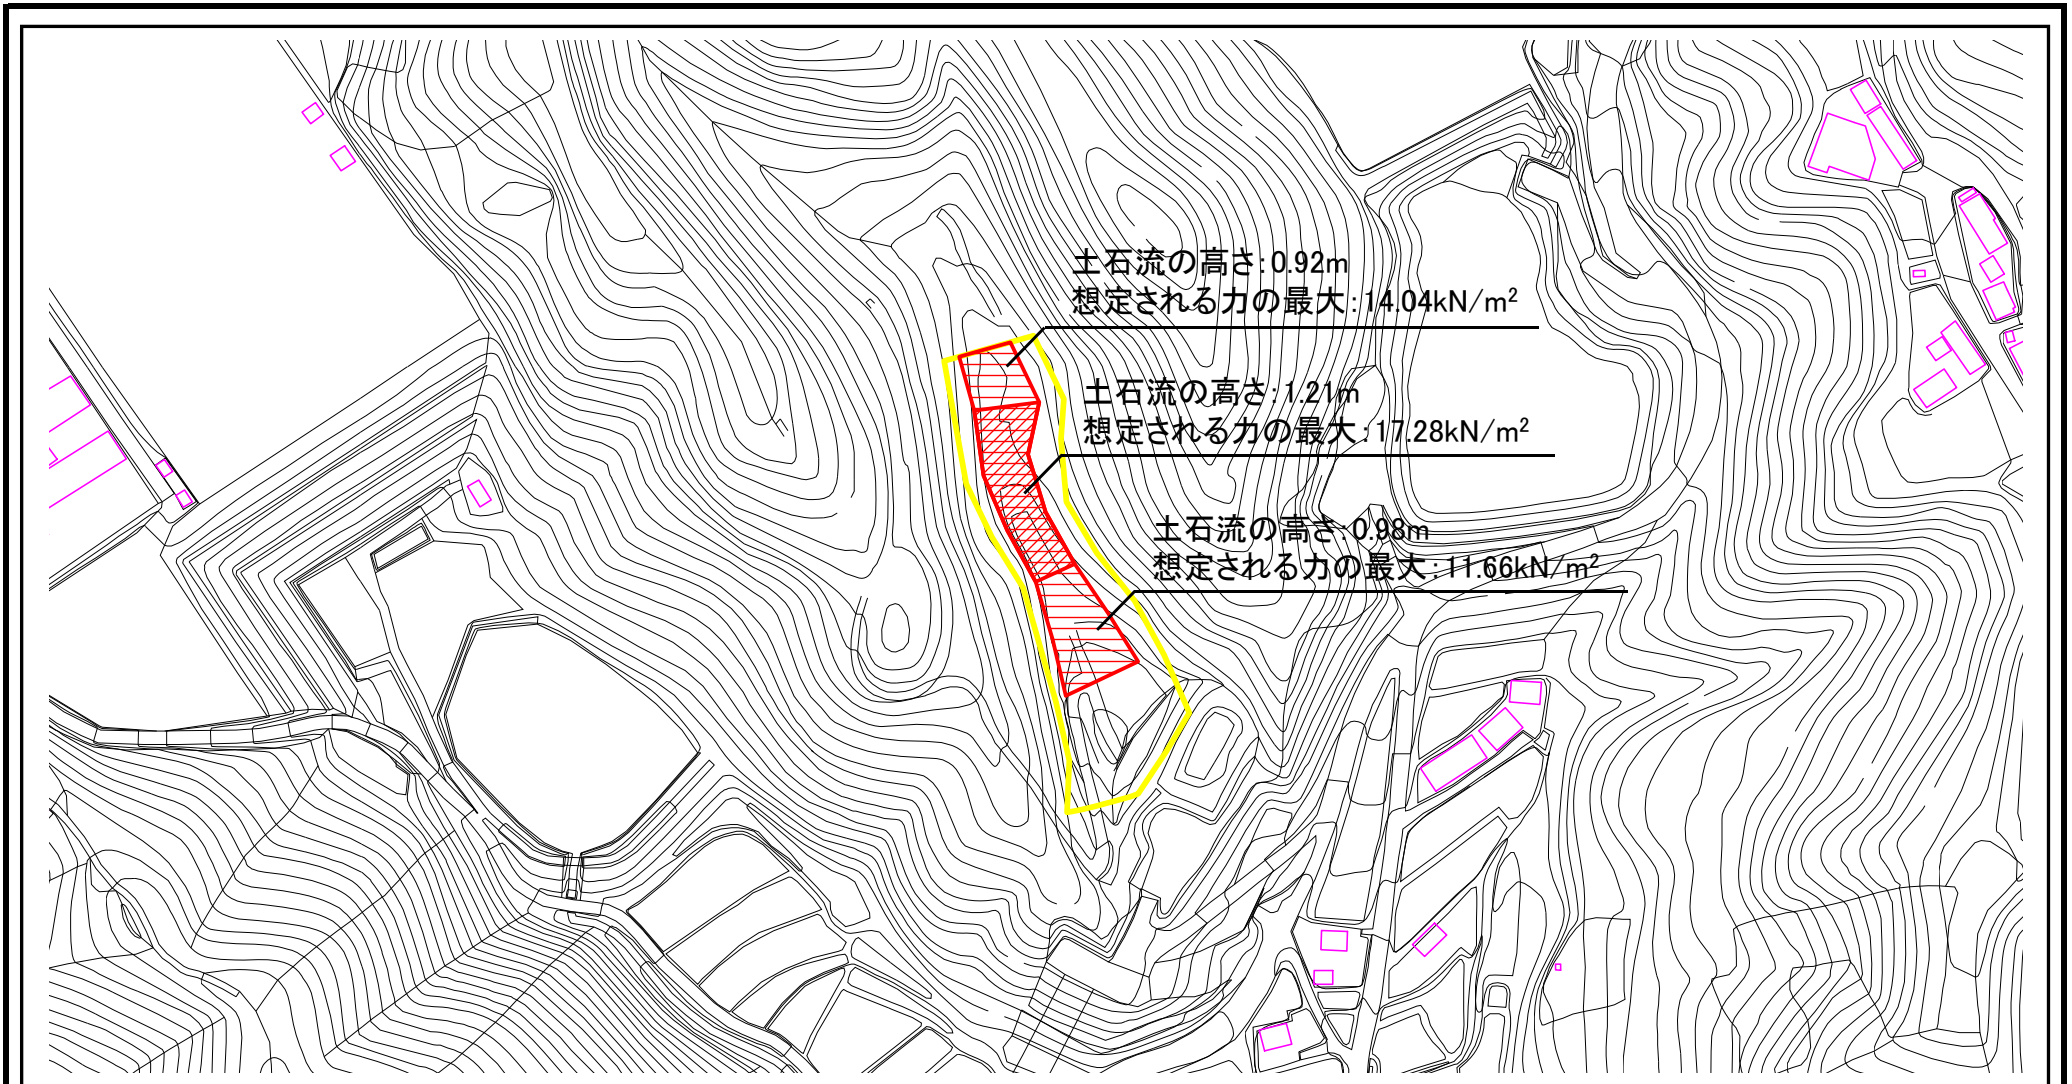 土石流の高さ:0.92m
想定される力の最大:14.04kN/m²
土石流の高さ:1.21m
想定される力の最大:17.28kN/m²
土石流の高さ:0.98m
想定される力の最大:11.66kN/m²